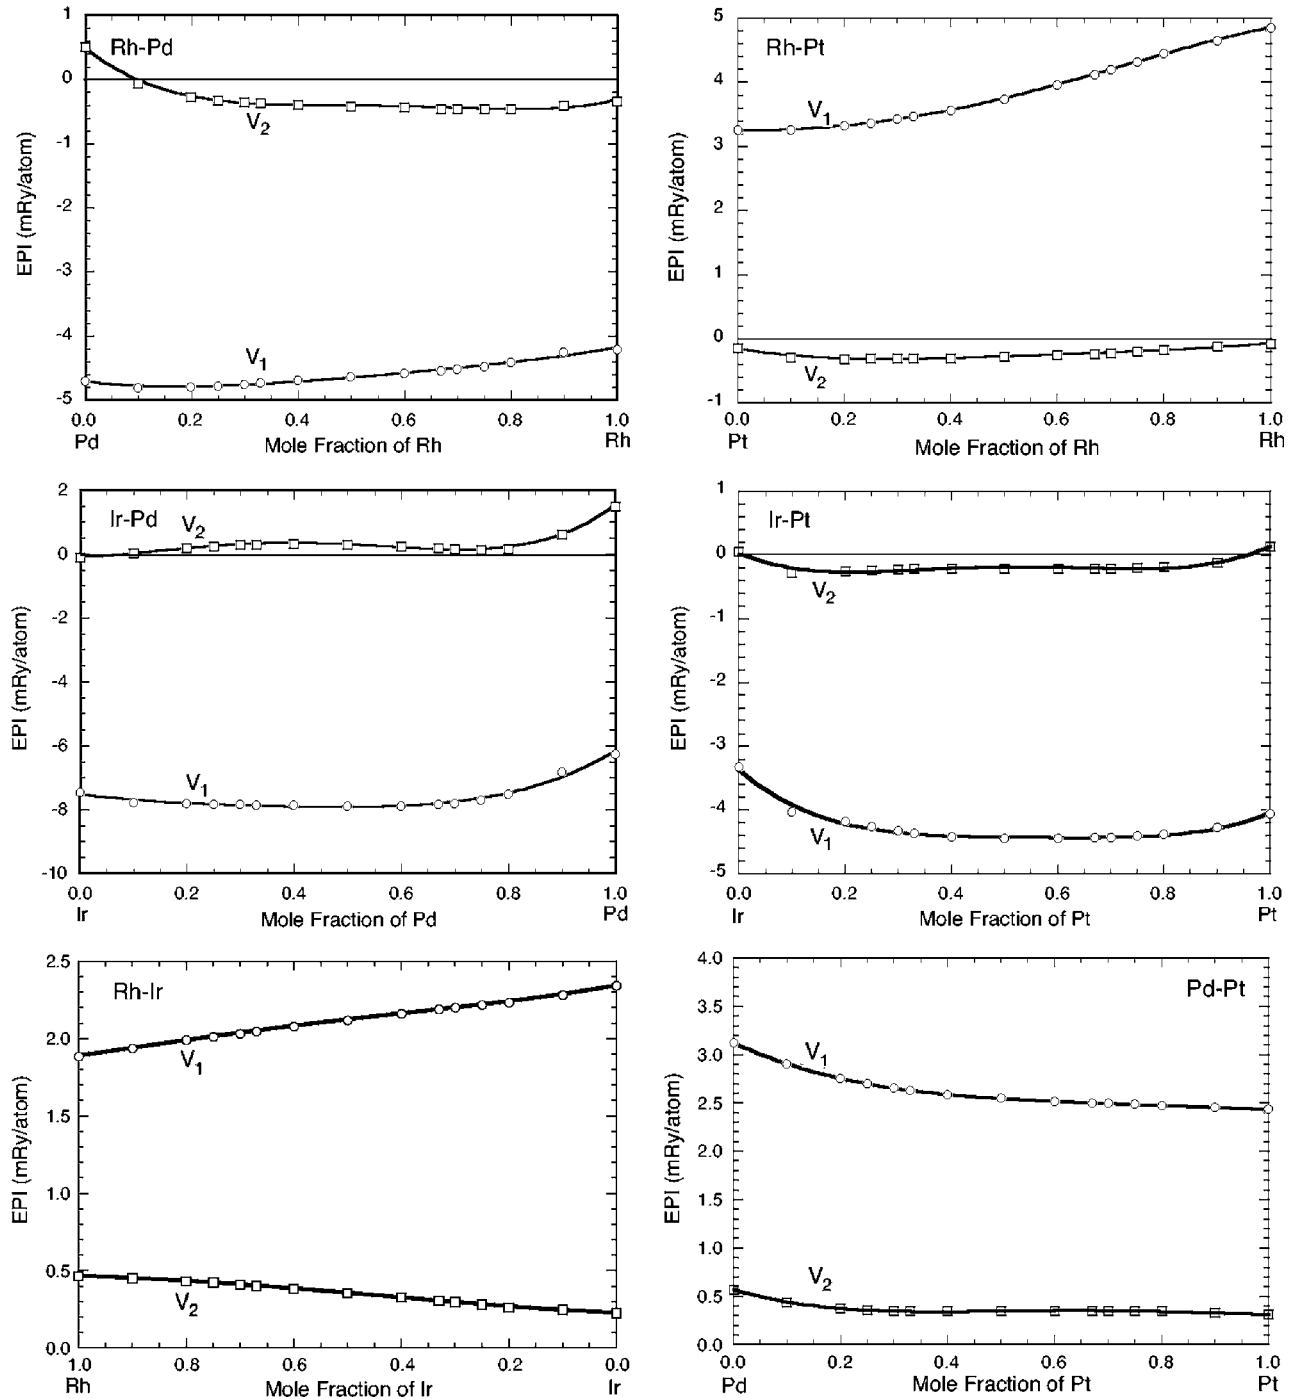 Rh-Pd
EPI (mRy/atom)
1
0
-1
-2
-3
-4
-5
V2
V1
0.0 0.2 0.4 0.6 0.8 1.0
Pd Mole Fraction of Rh Rh
Rh-Pt
EPI (mRy/atom)
5
4
3
2
1
0
-1
V1
V2
0.0 0.2 0.4 0.6 0.8 1.0
Pt Mole Fraction of Rh Rh
Ir-Pd
EPI (mRy/atom)
2
0
-2
-4
-6
-8
-10
V2
V1
0.0 0.2 0.4 0.6 0.8 1.0
Ir Mole Fraction of Pd Pd
Ir-Pt
EPI (mRy/atom)
1
0
-1
-2
-3
-4
-5
V2
V1
0.0 0.2 0.4 0.6 0.8 1.0
Ir Mole Fraction of Pt Pt
Rh-Ir
EPI (mRy/atom)
2.5
2.0
1.5
1.0
0.5
0.0
V1
V2
1.0 0.8 0.6 0.4 0.2 0.0
Rh Mole Fraction of Ir Ir
Pd-Pt
EPI (mRy/atom)
4.0
3.5
3.0
2.5
2.0
1.5
1.0
0.5
0.0
V1
V2
0.0 0.2 0.4 0.6 0.8 1.0
Pd Mole Fraction of Pt Pt